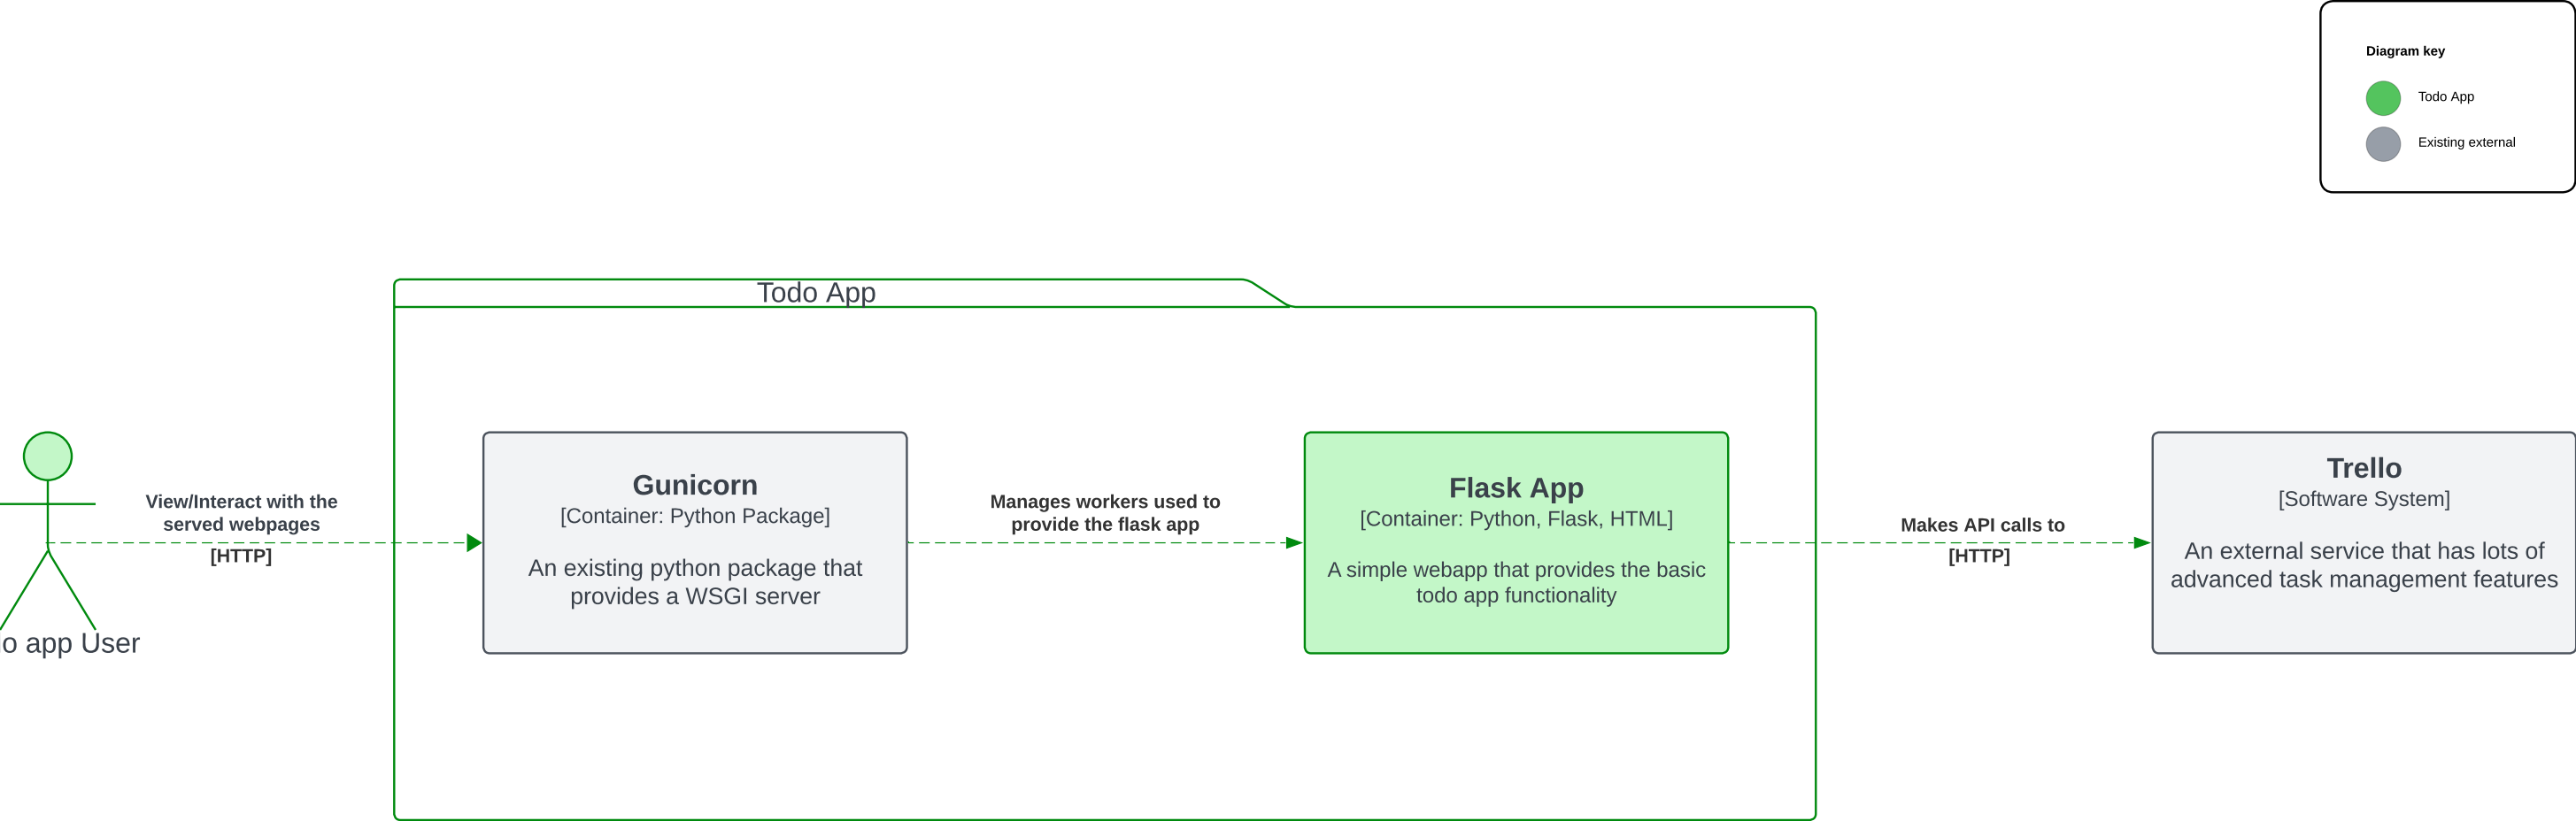 Diagram key
Todo App
Existing external
Todo App
View/Interact with the
served webpages
[HTTP]
Gunicorn
[Container: Python Package]
An existing python package that
provides a WSGI server
Manages workers used to
provide the flask app
Flask App
[Container: Python, Flask, HTML]
A simple webapp that provides the basic
todo app functionality
Makes API calls to
[HTTP]
Trello
[Software System]
An external service that has lots of
advanced task management features
app User